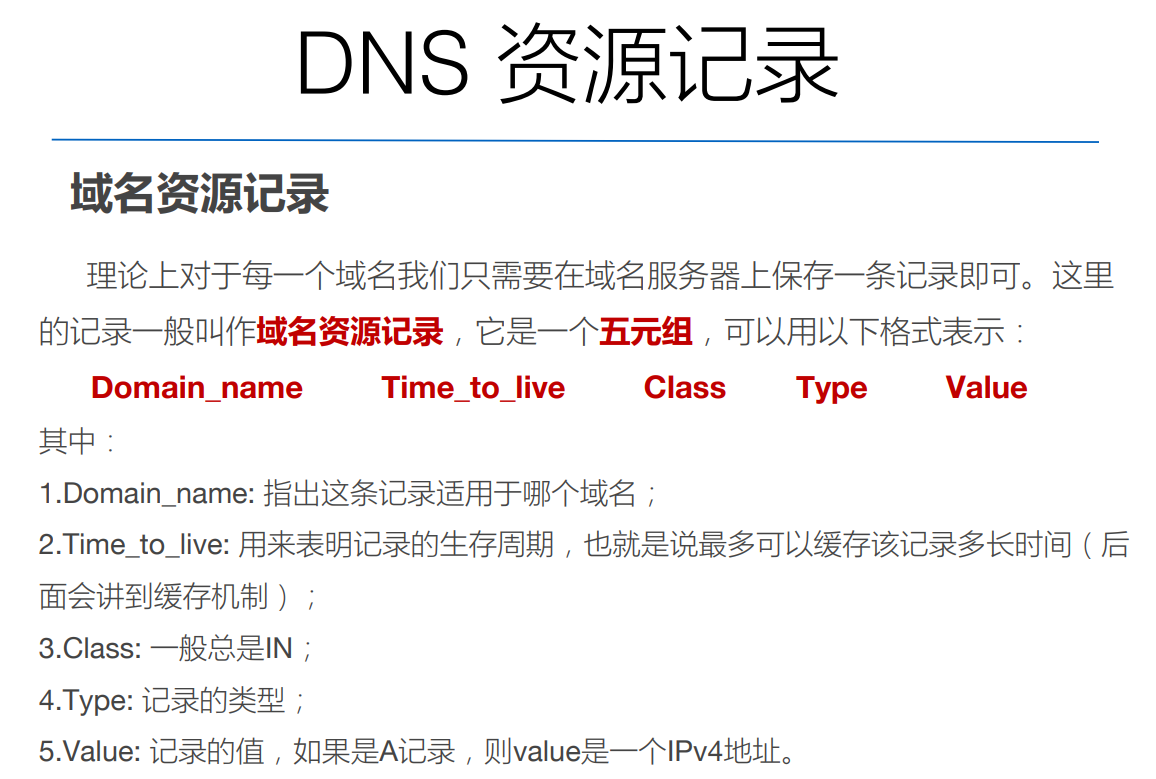 DNS 资源记录
域名资源记录
理论上对于每一个域名我们只需要在域名服务器上保存一条记录即可。这里
的记录一般叫作域名资源记录，它是一个五元组，可以用以下格式表示：
Domain_name Time_to_live Class Type Value
其中：
1.Domain_name: 指出这条记录适用于哪个域名；
2.Time_to_live: 用来表明记录的生存周期，也就是说最多可以缓存该记录多长时间（后
面会讲到缓存机制）；
3.Class: 一般总是IN；
4.Type: 记录的类型；
5.Value: 记录的值，如果是A记录，则value是一个IPv4地址。